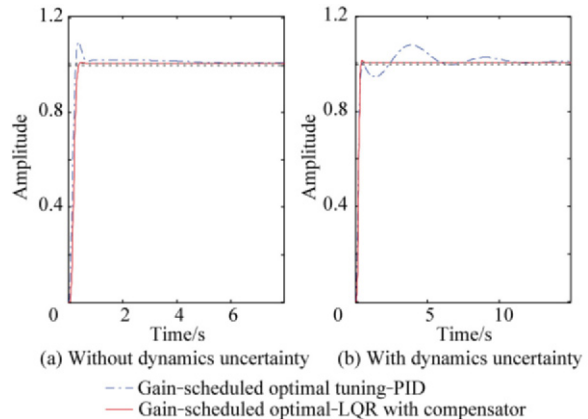 1.2
0.8
0.4
0
Amplitude
2
4
6
Time/s
(a) Without dynamics uncertainty
1.2
0.8
0.4
0
Amplitude
5
10
Time/s
(b) With dynamics uncertainty
Gain-scheduled optimal tuning-PID
Gain-scheduled optimal-LQR with compensator